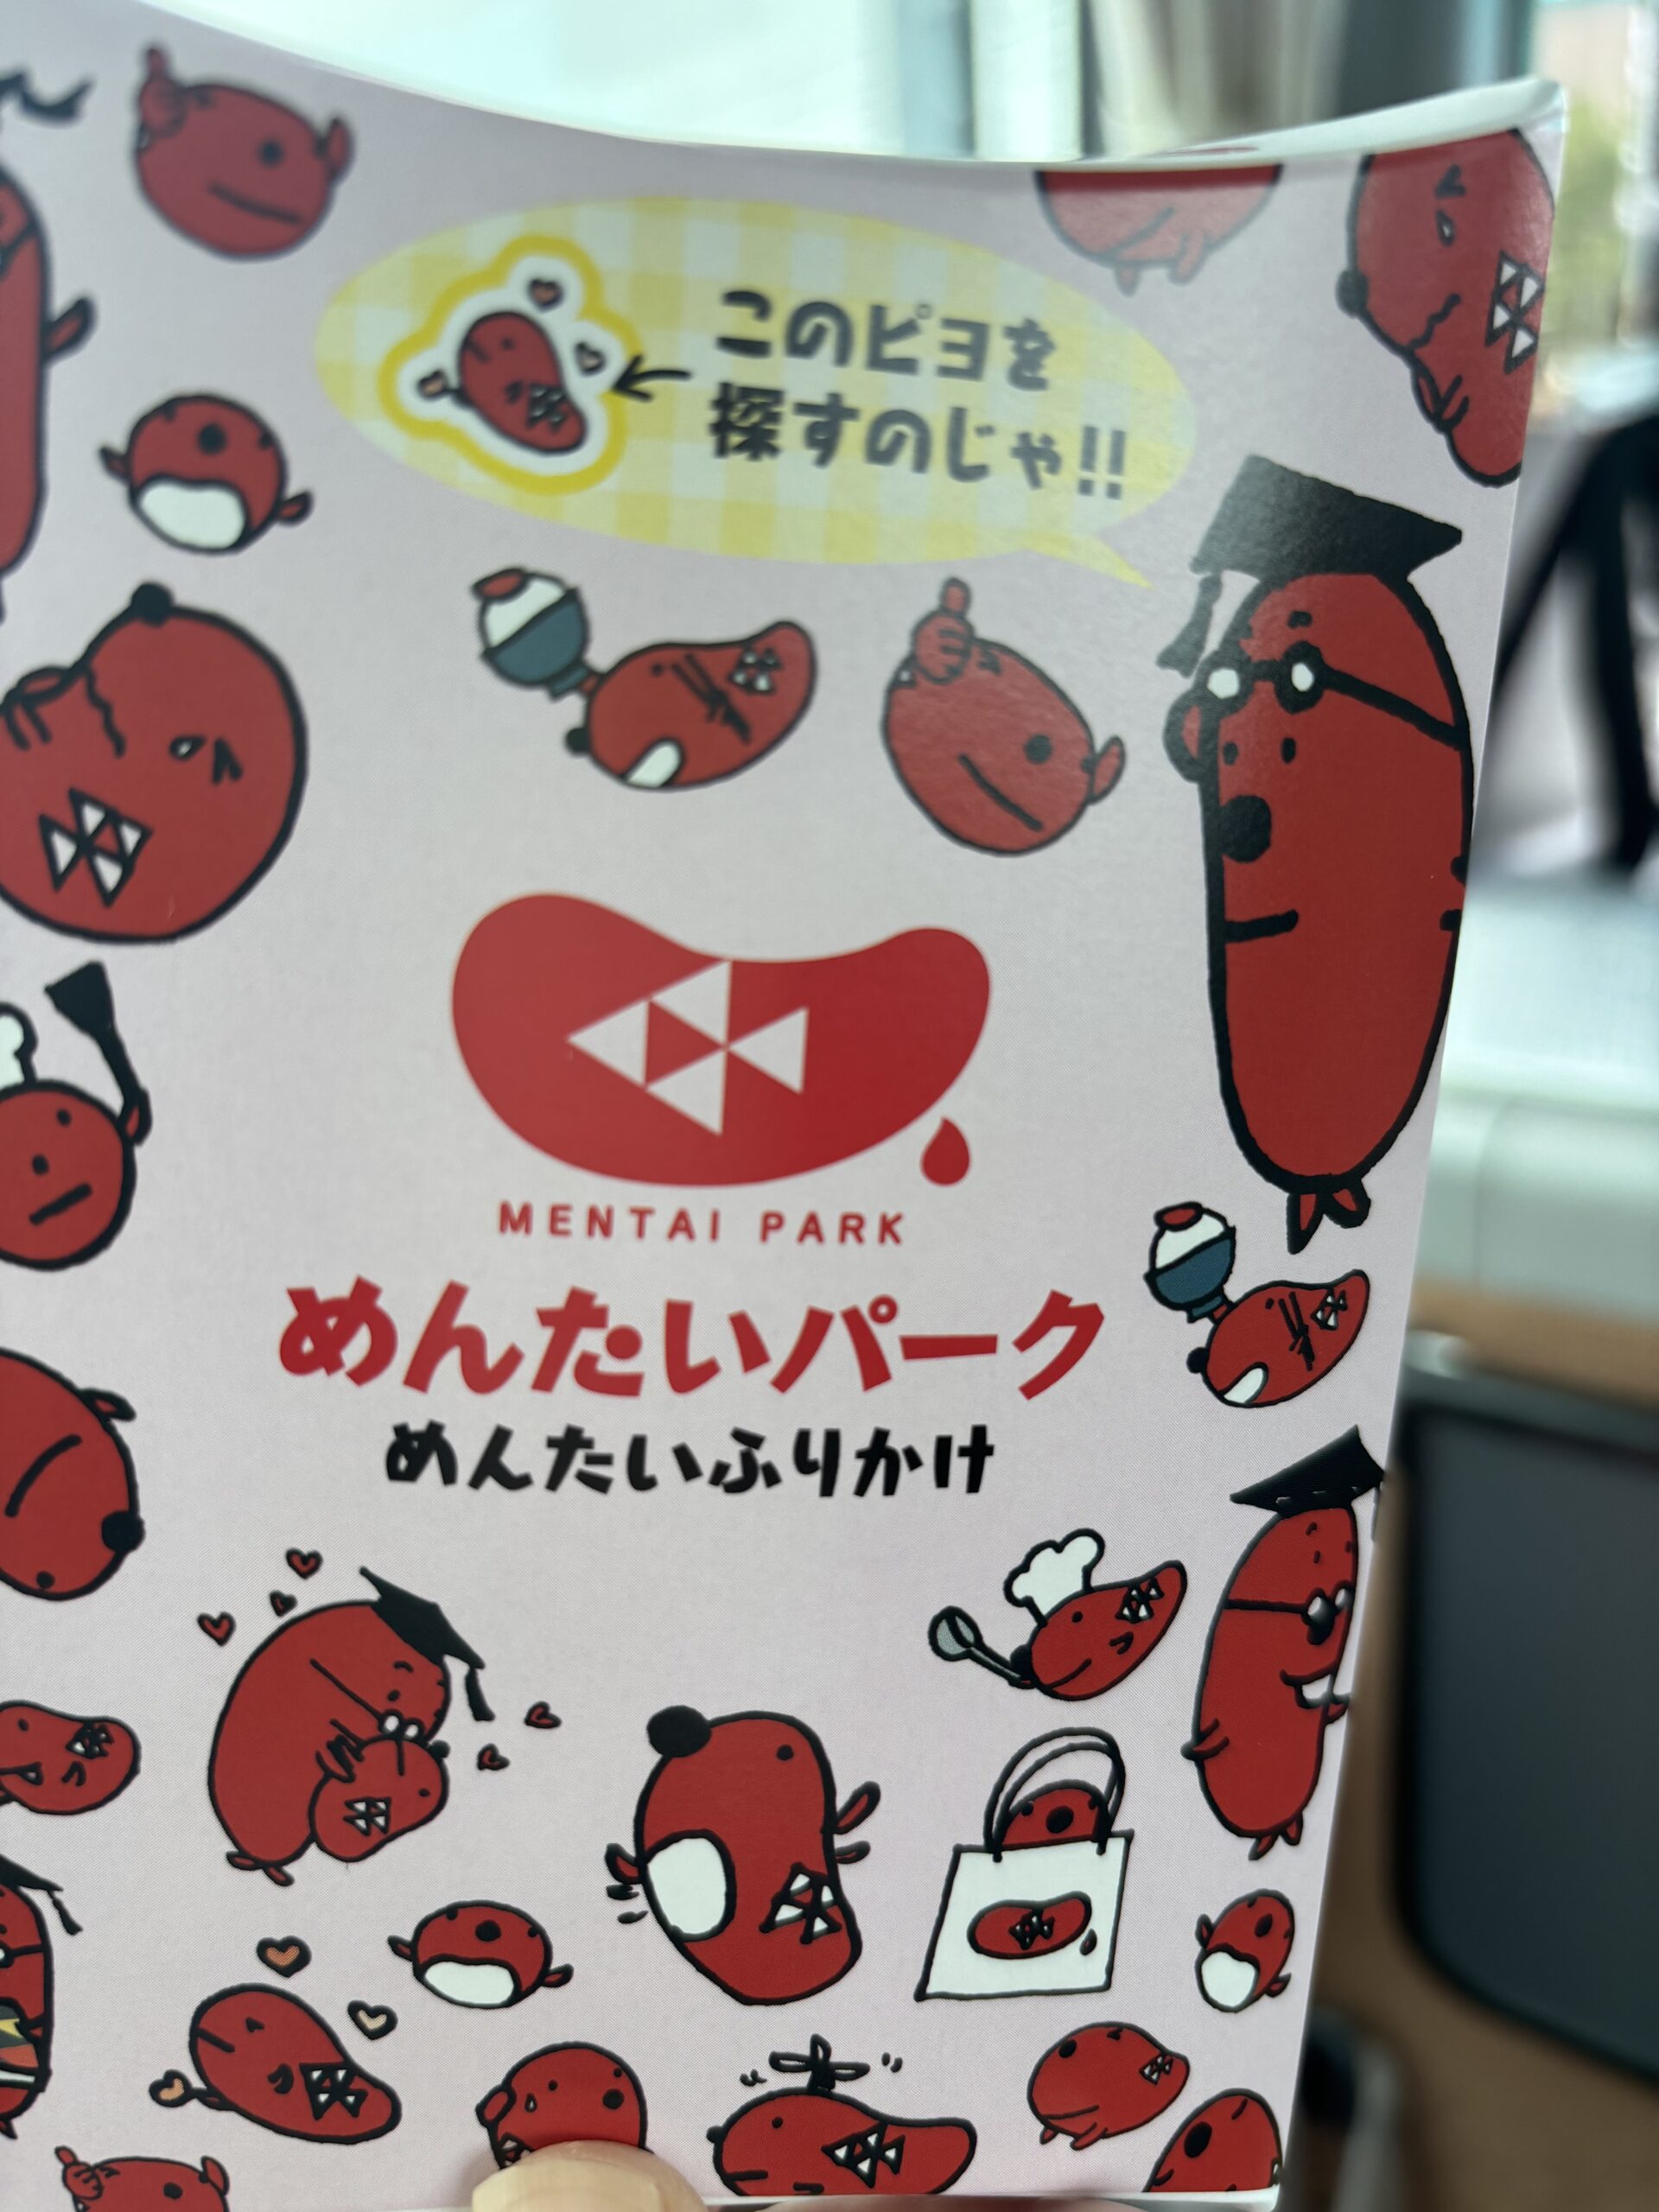 このピヨを
探すのじゃ!!
MENTAI PARK
めんたいパーク
めんたいふりかけ